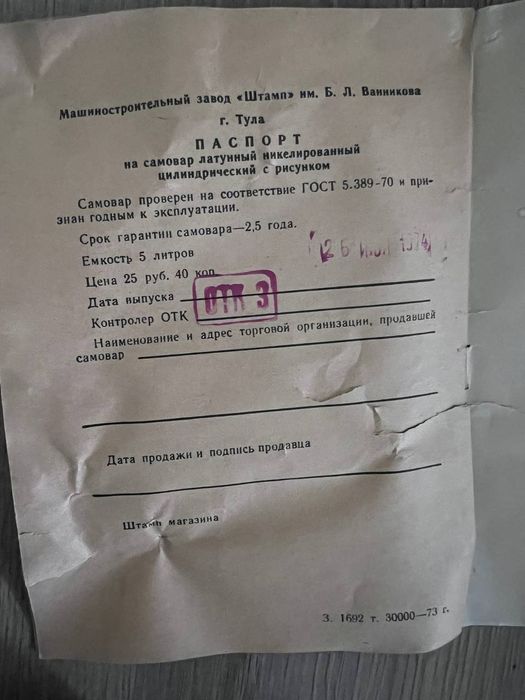 Машиностроительный завод «Штамп» им. Б. Л. Ванникова
г. Тула
ПАСПОРТ
на самовар латунный никелированный
цилиндрический с рисунком
Самовар проверен на соответствие ГОСТ 5.389-70 и при-
знан годным к эксплуатации.
Срок гарантии самовара—2,5 года.
Емкость 5 литров
Цена 25 руб. 40 коп.
26 1974
Дата выпуска
ОТК 3
Контролер ОТК
Наименование и адрес торговой организации, продавшей
самовар
Дата продажи и подпись продавца
Штамп магазина
З. 1692 т. 30000—73 г.